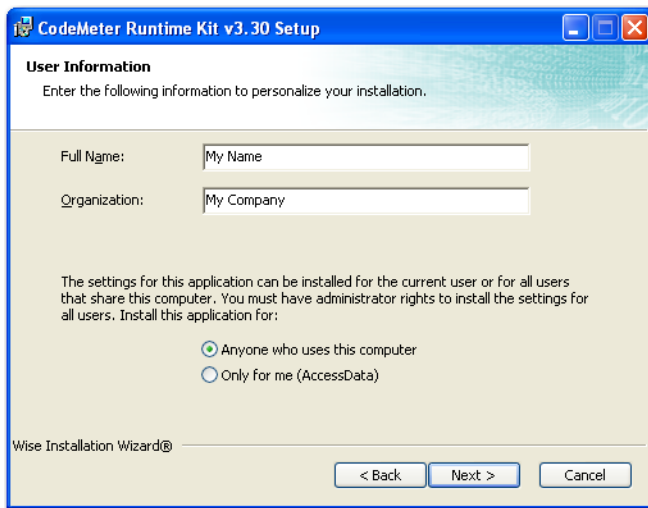 CodeMeter Runtime Kit v3.30 Setup
User Information
Enter the following information to personalize your installation.
Full Name:
My Name
Organization:
My Company
The settings for this application can be installed for the current user or for all users
that share this computer. You must have administrator rights to install the settings for
all users. Install this application for:
Anyone who uses this computer
Only for me (AccessData)
Wise Installation Wizard®
< Back
Next >
Cancel